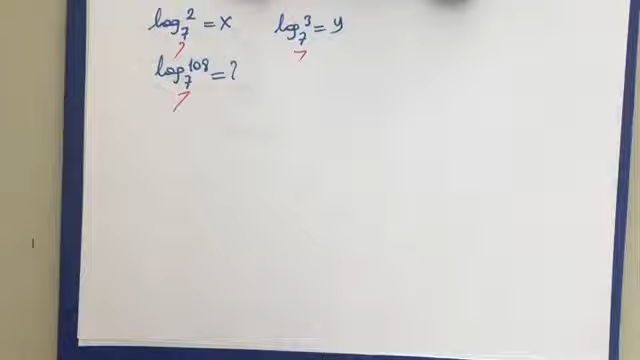 log₇² = x log₇³ = y
log₇¹⁰⁸ = ?